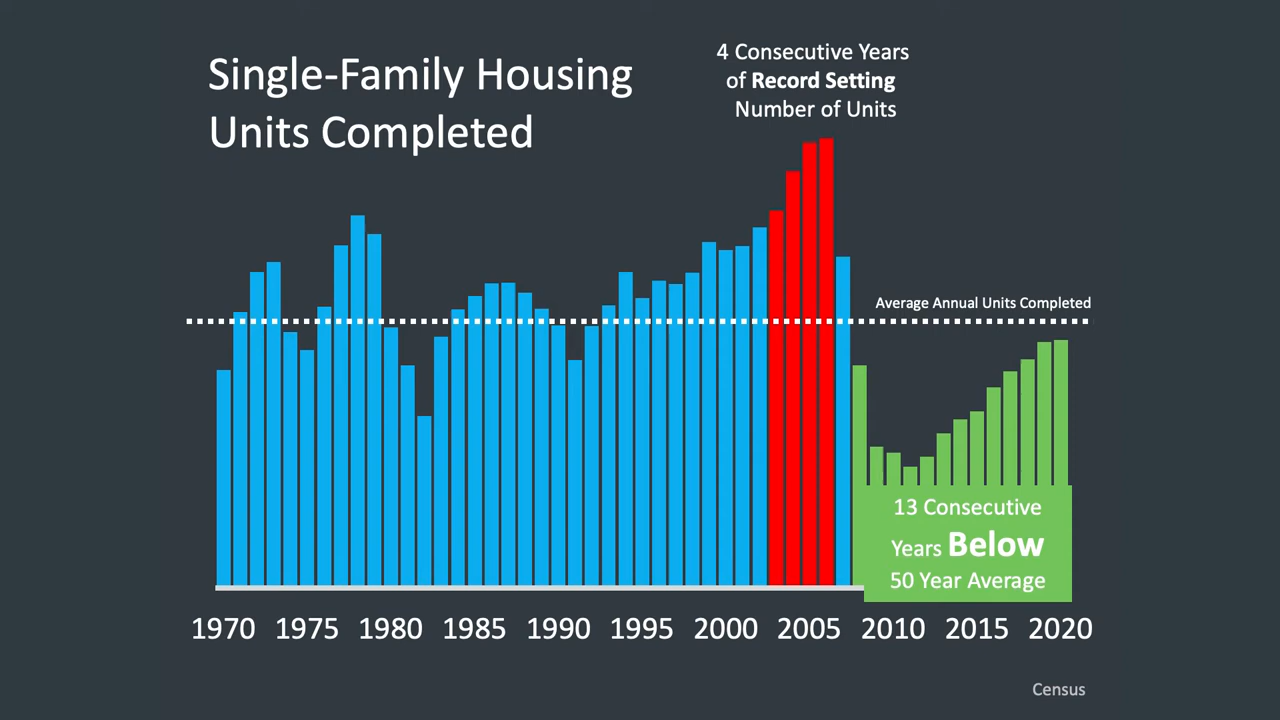 Single-Family Housing
Units Completed
4 Consecutive Years
of Record Setting
Number of Units
Average Annual Units Completed
13 Consecutive
Years Below
50 Year Average
1970 1975 1980 1985 1990 1995 2000 2005 2010 2015 2020
Census